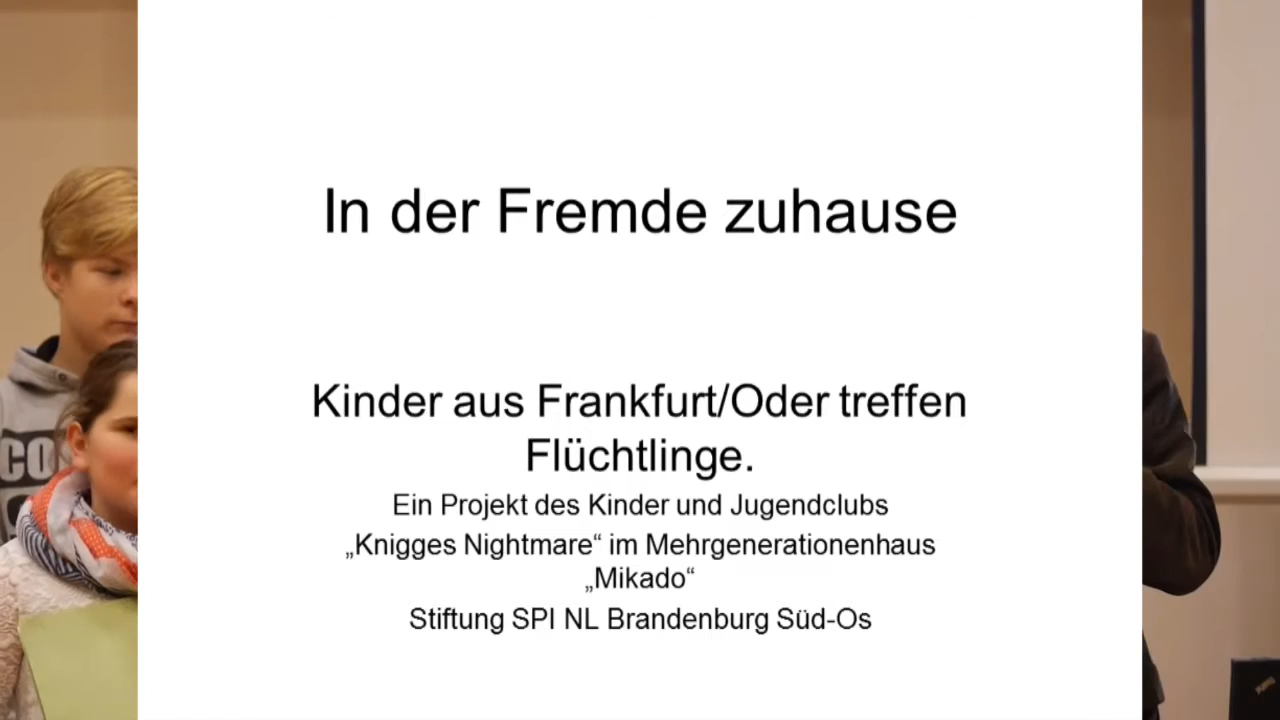 In der Fremde zuhause
Kinder aus Frankfurt/Oder treffen
Flüchtlinge.
Ein Projekt des Kinder und Jugendclubs
„Knigges Nightmare“ im Mehrgenerationenhaus
„Mikado“
Stiftung SPI NL Brandenburg Süd-Os
CO